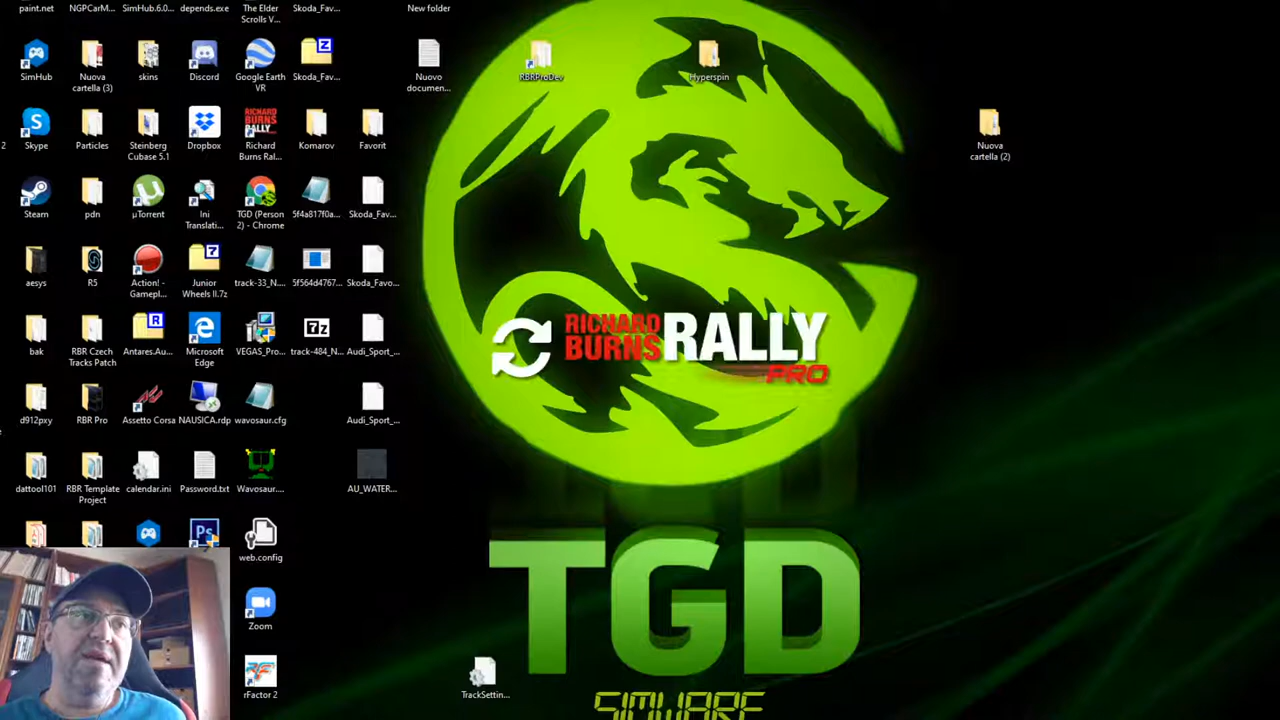 paint.net
NGPCarM...
SimHub.6.0...
depends.exe
The Elder
Scrolls V...
Skoda_Fav...
New folder
SimHub
Nuova
cartella (3)
skins
Discord
Google Earth
VR
Skoda_Fav...
Nuovo
documen...
RBRProDev
Hyperspin
2
Skype
Particles
Steinberg
Cubase 5.1
Dropbox
Richard
Burns Ral...
Komarov
Favorit
Nuova
cartella (2)
Steam
pdn
µTorrent
Ini
Translati...
TGD (Person
2) - Chrome
5f4a817f0a...
Skoda_Fav...
aesys
R5
Action! -
Gamepl...
Junior
Wheels II.7z
track-33_N...
5f564d4767...
Skoda_Favo...
bak
RBR Czech
Tracks Patch
Antares.Au...
Microsoft
Edge
VEGAS_Pro...
track-484_N...
Audi_Sport_...
RICHARD
BURNS RALLY
PRO
d912pxy
RBR Pro
Assetto Corsa
NAUSICA.rdp
wavosaur.cfg
Audi_Sport_...
dattool101
RBR Template
Project
calendar.ini
Password.txt
Wavosaur....
AU_WATER...
web.config
Zoom
rFactor 2
TrackSettin...
TGD
SIMWARE